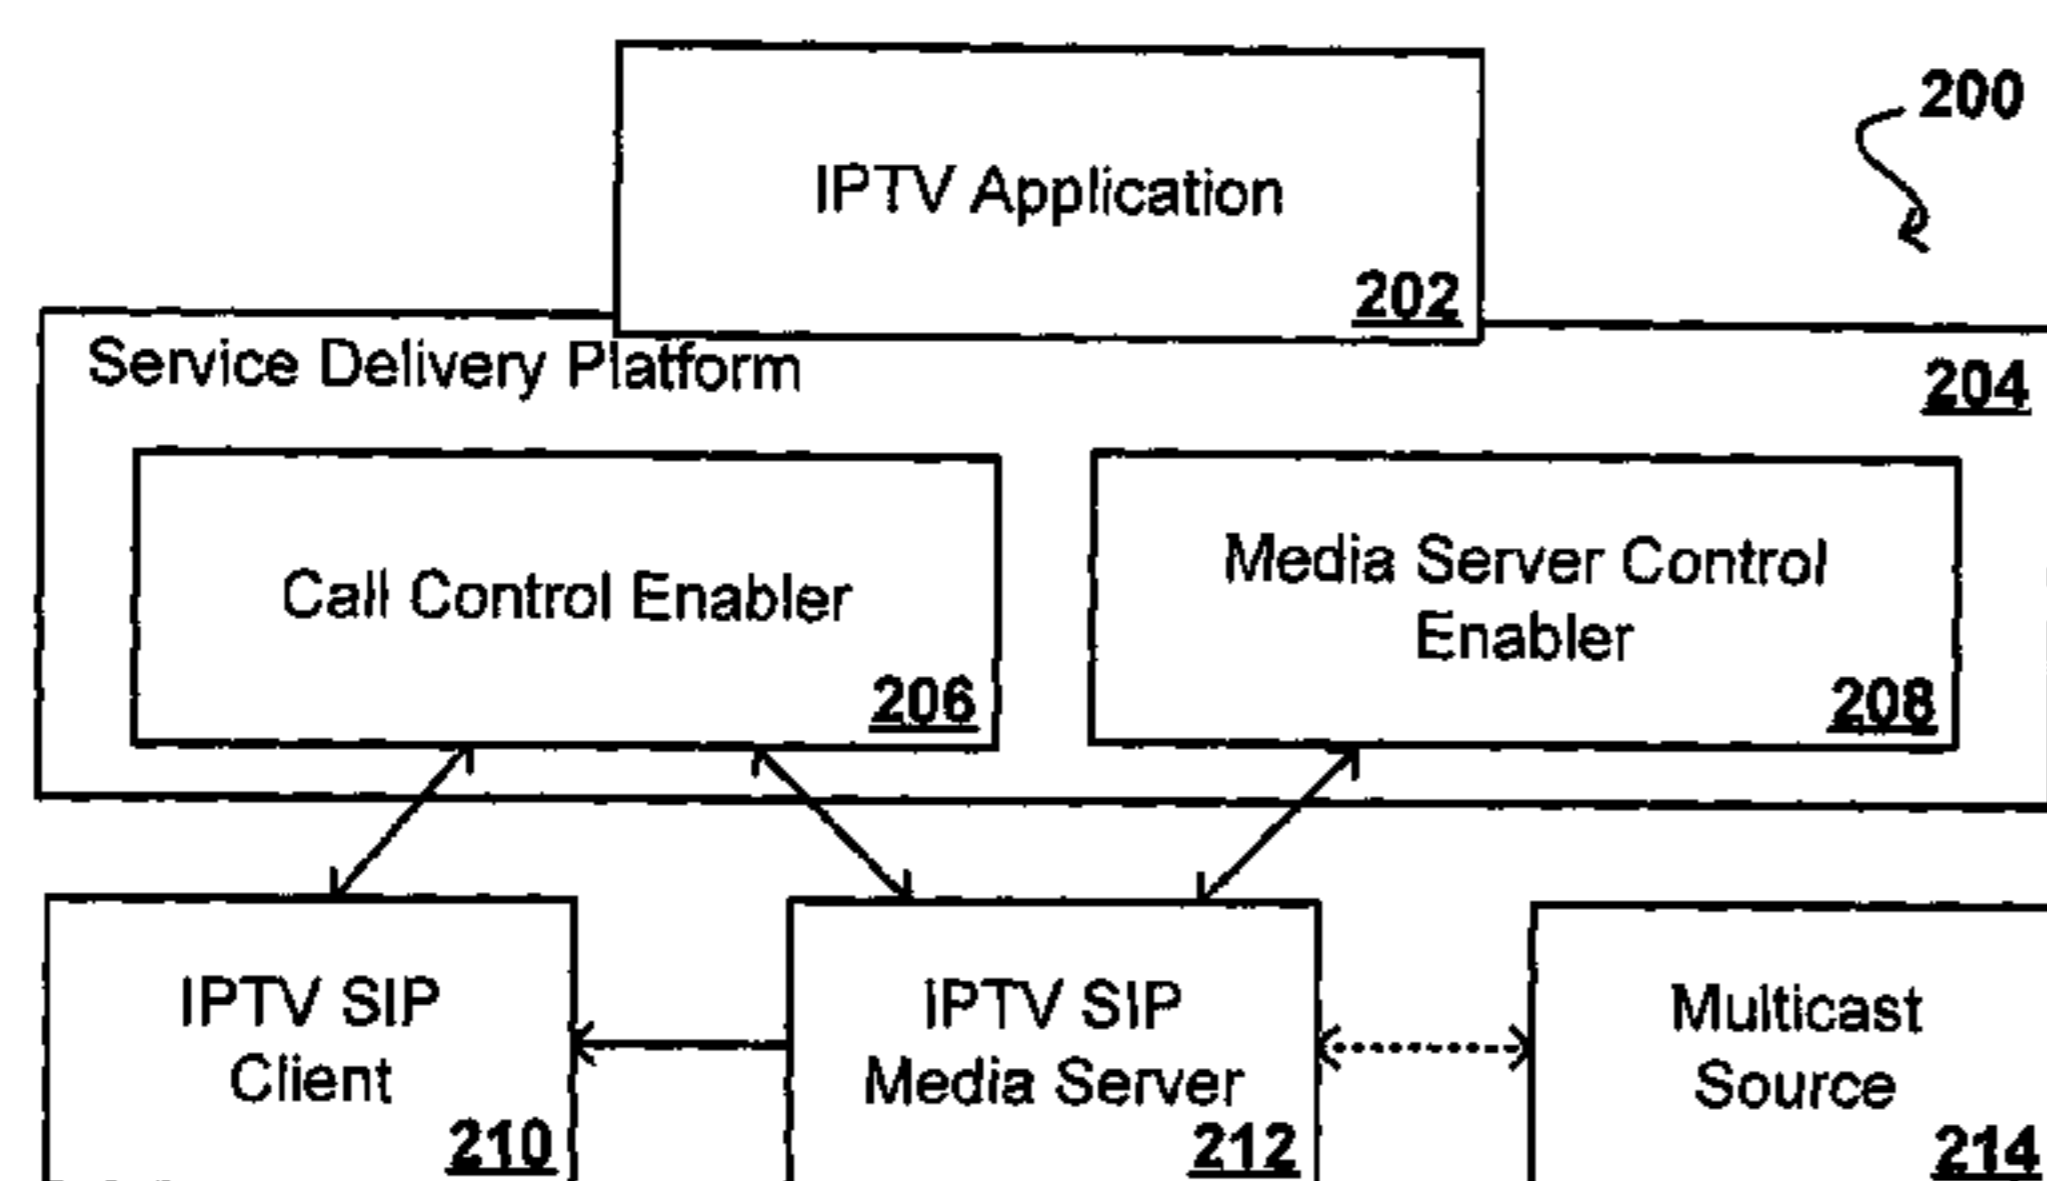 200
IPTV Application
202
Service Delivery Platform
204
Call Control Enabler
206
Media Server Control
Enabler
208
IPTV SIP
Client
210
IPTV SIP
Media Server
212
Multicast
Source
214